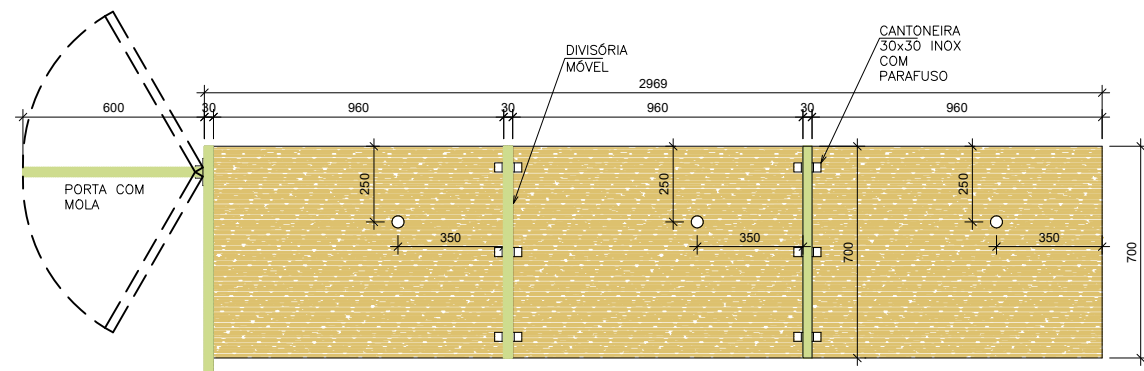 CANTONEIRA
30x30 INOX
COM
PARAFUSO
DIVISÓRIA
MÓVEL
2969
600
30
960
30
960
30
960
PORTA COM
MOLA
250
250
250
350
350
350
700
700